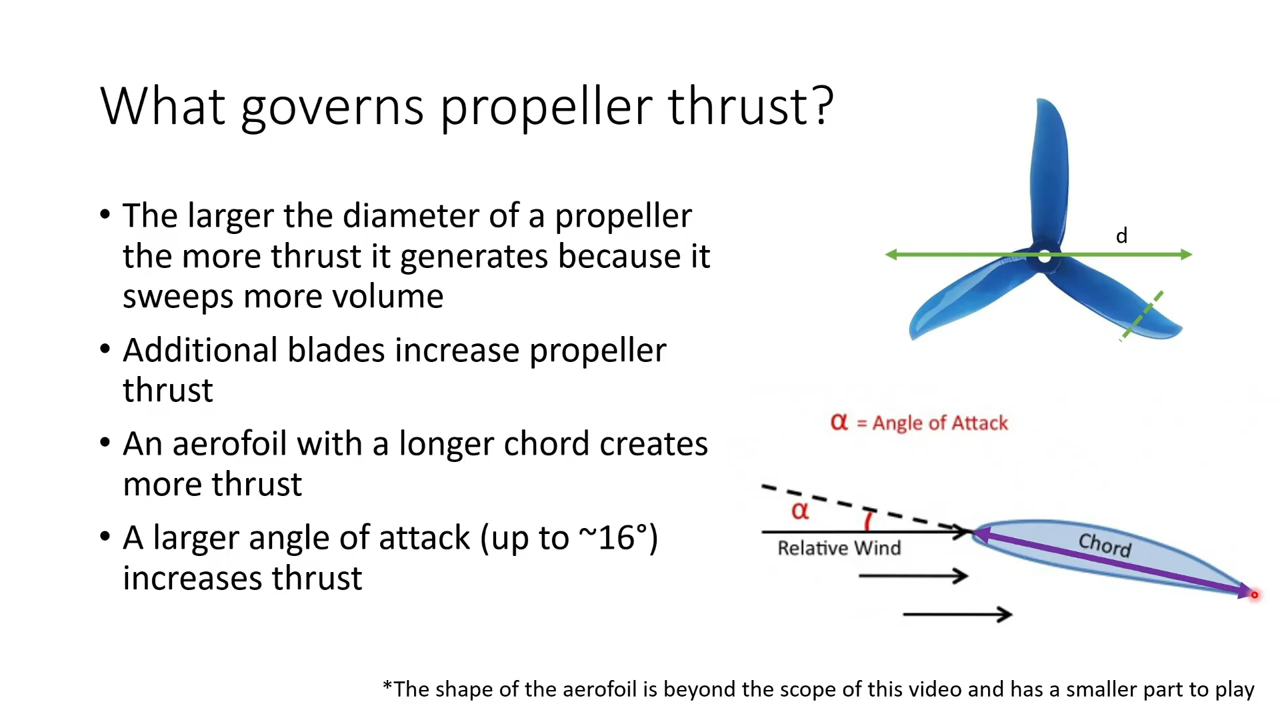 What governs propeller thrust?
• The larger the diameter of a propeller
the more thrust it generates because it
sweeps more volume
• Additional blades increase propeller
thrust
• An aerofoil with a longer chord creates
more thrust
• A larger angle of attack (up to ~16°)
increases thrust
d
α = Angle of Attack
α
Relative Wind
Chord
*The shape of the aerofoil is beyond the scope of this video and has a smaller part to play